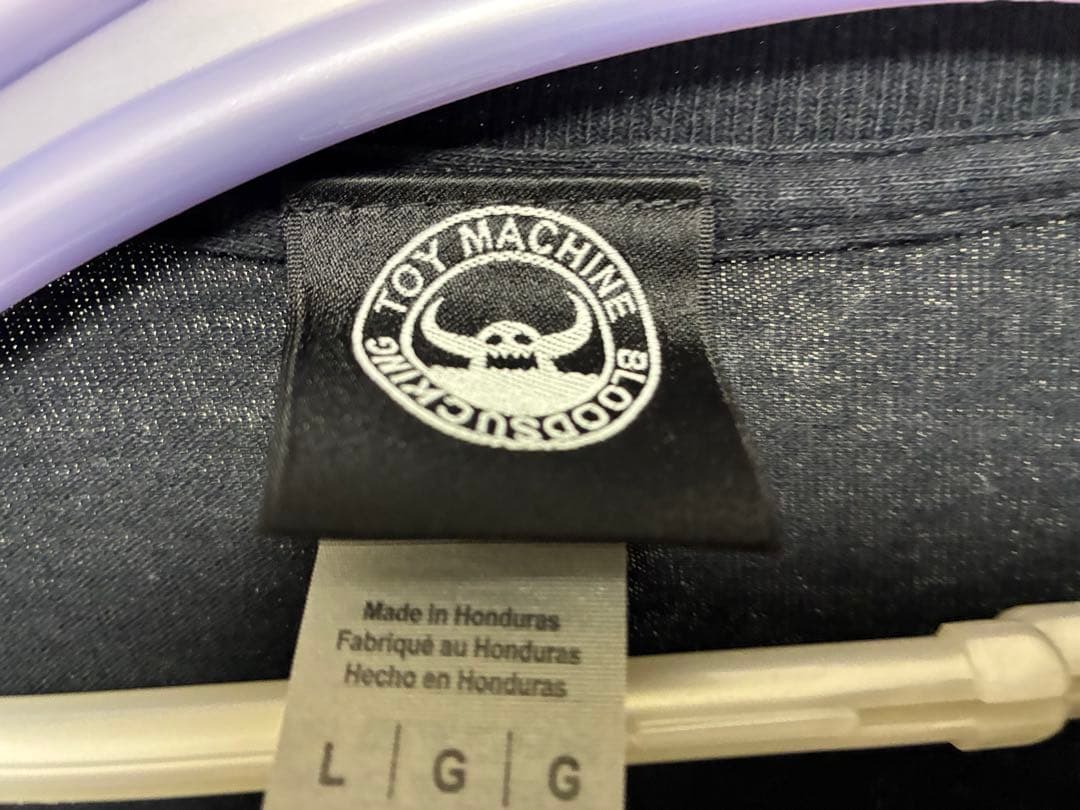 TOY MACHINE
BLOODSUCKING
Made in Honduras
Fabriqué au Honduras
Hecho en Honduras
L | G | G